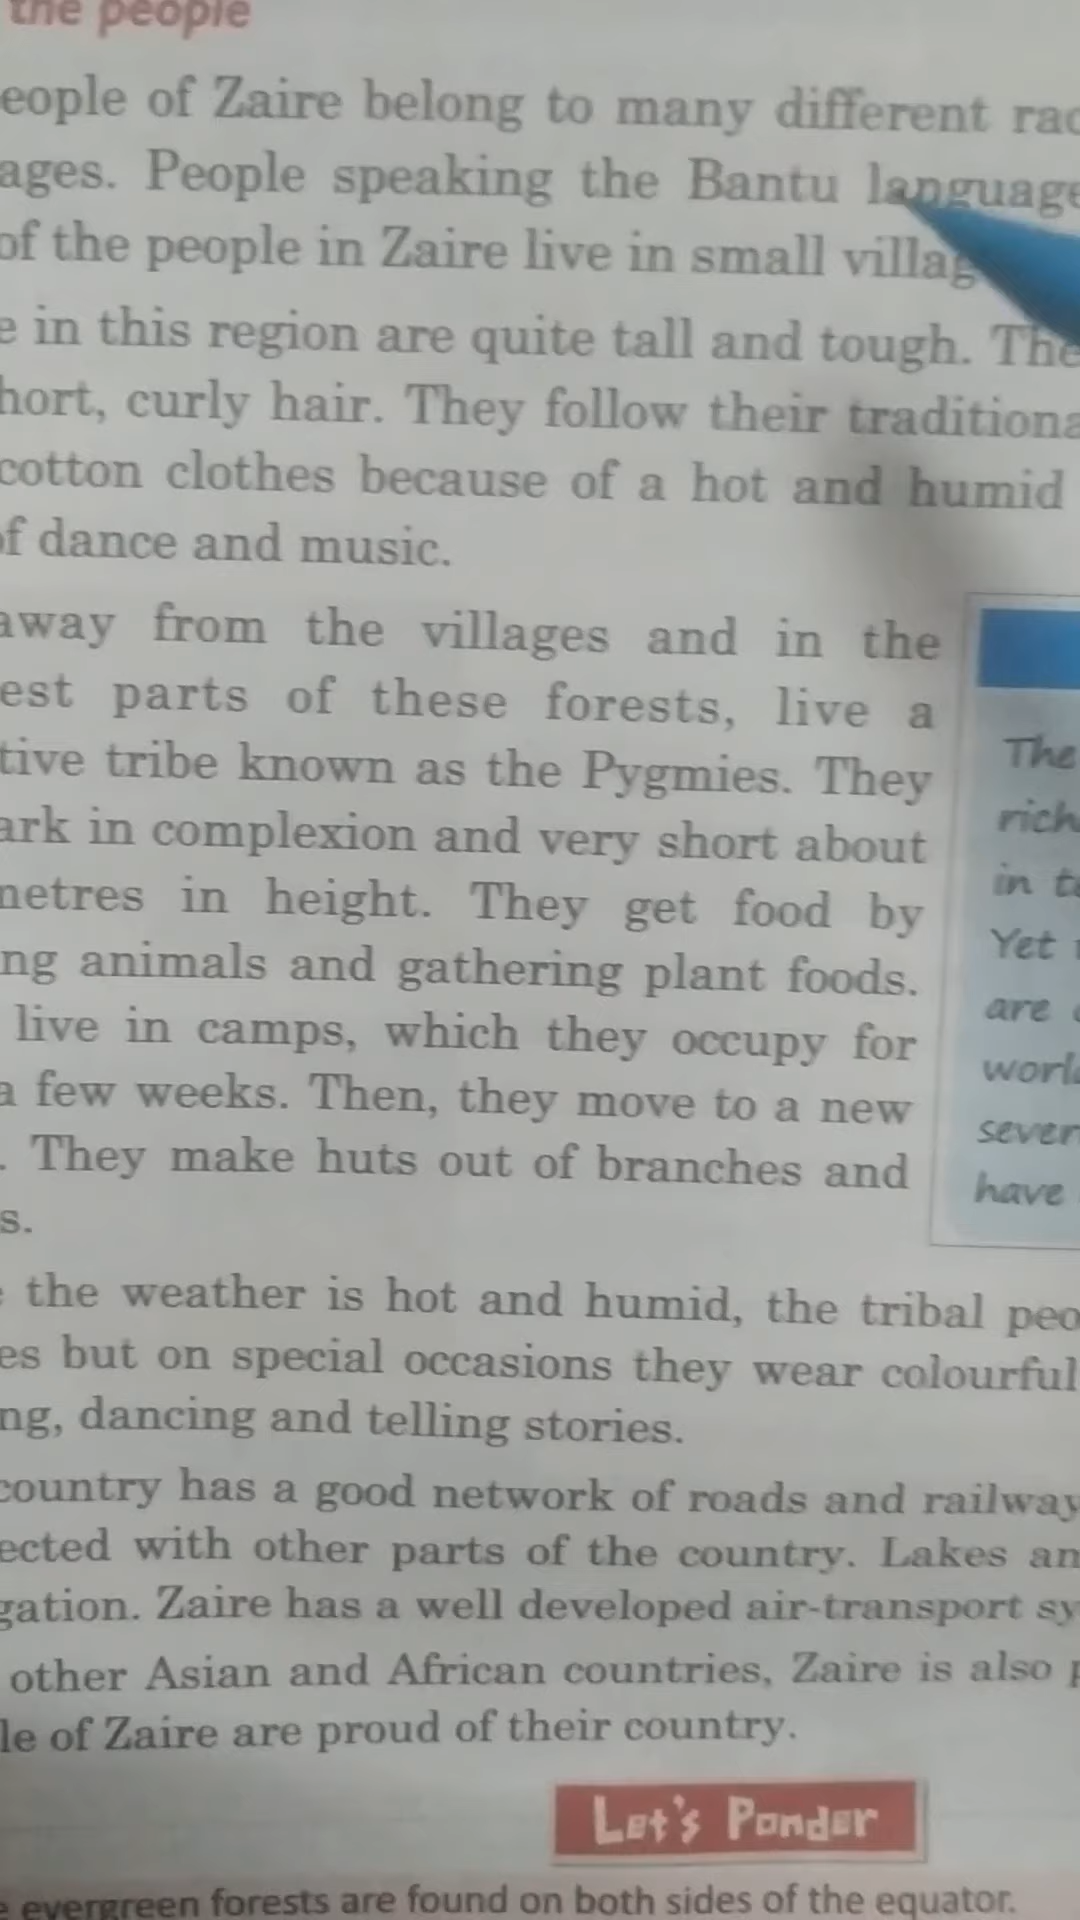 the people
eople of Zaire belong to many different rac
ages. People speaking the Bantu language
of the people in Zaire live in small villag
e in this region are quite tall and tough. The
hort, curly hair. They follow their traditiona
cotton clothes because of a hot and humid
of dance and music.
away from the villages and in the
est parts of these forests, live a
tive tribe known as the Pygmies. They
ark in complexion and very short about
metres in height. They get food by
ng animals and gathering plant foods.
live in camps, which they occupy for
a few weeks. Then, they move to a new
. They make huts out of branches and
s.
The
rich
in t
Yet
are
world
sever
have
the weather is hot and humid, the tribal peo
es but on special occasions they wear colourful
ng, dancing and telling stories.
country has a good network of roads and railway
ected with other parts of the country. Lakes an
gation. Zaire has a well developed air-transport sy
other Asian and African countries, Zaire is also p
le of Zaire are proud of their country.
Let's Ponder
e evergreen forests are found on both sides of the equator.